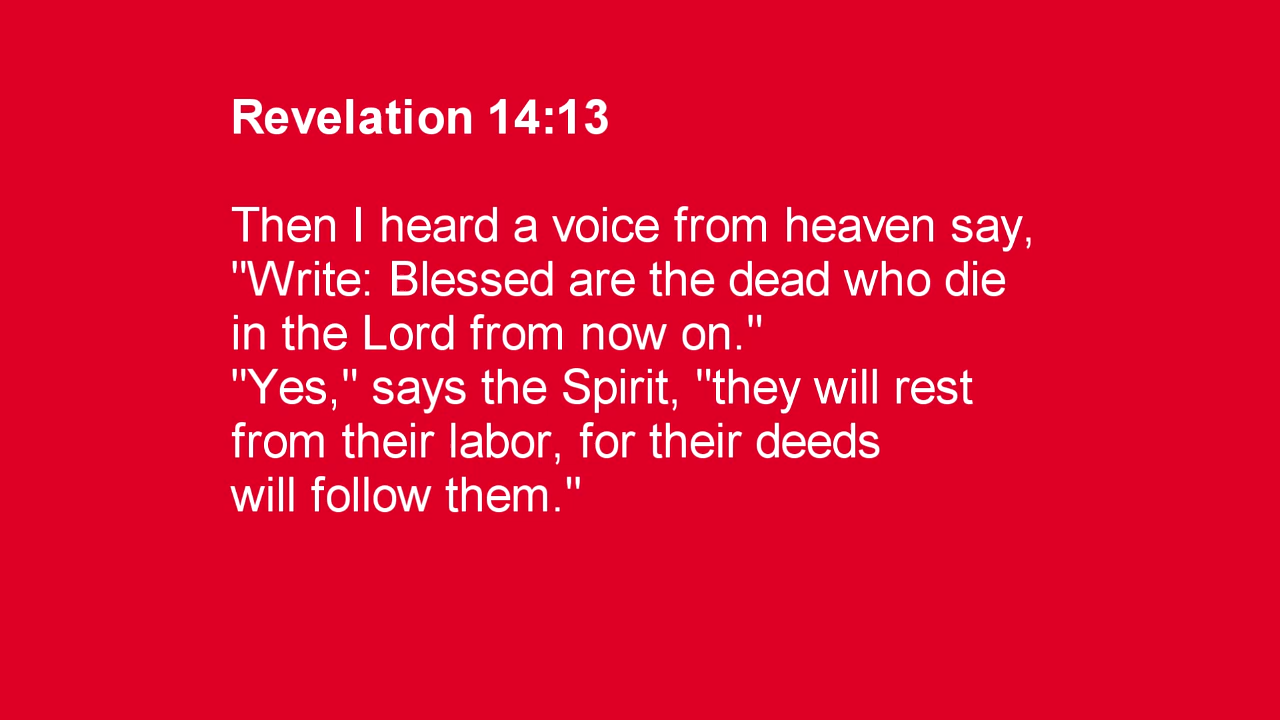 Revelation 14:13
Then I heard a voice from heaven say,
"Write: Blessed are the dead who die
in the Lord from now on."
"Yes," says the Spirit, "they will rest
from their labor, for their deeds
will follow them."